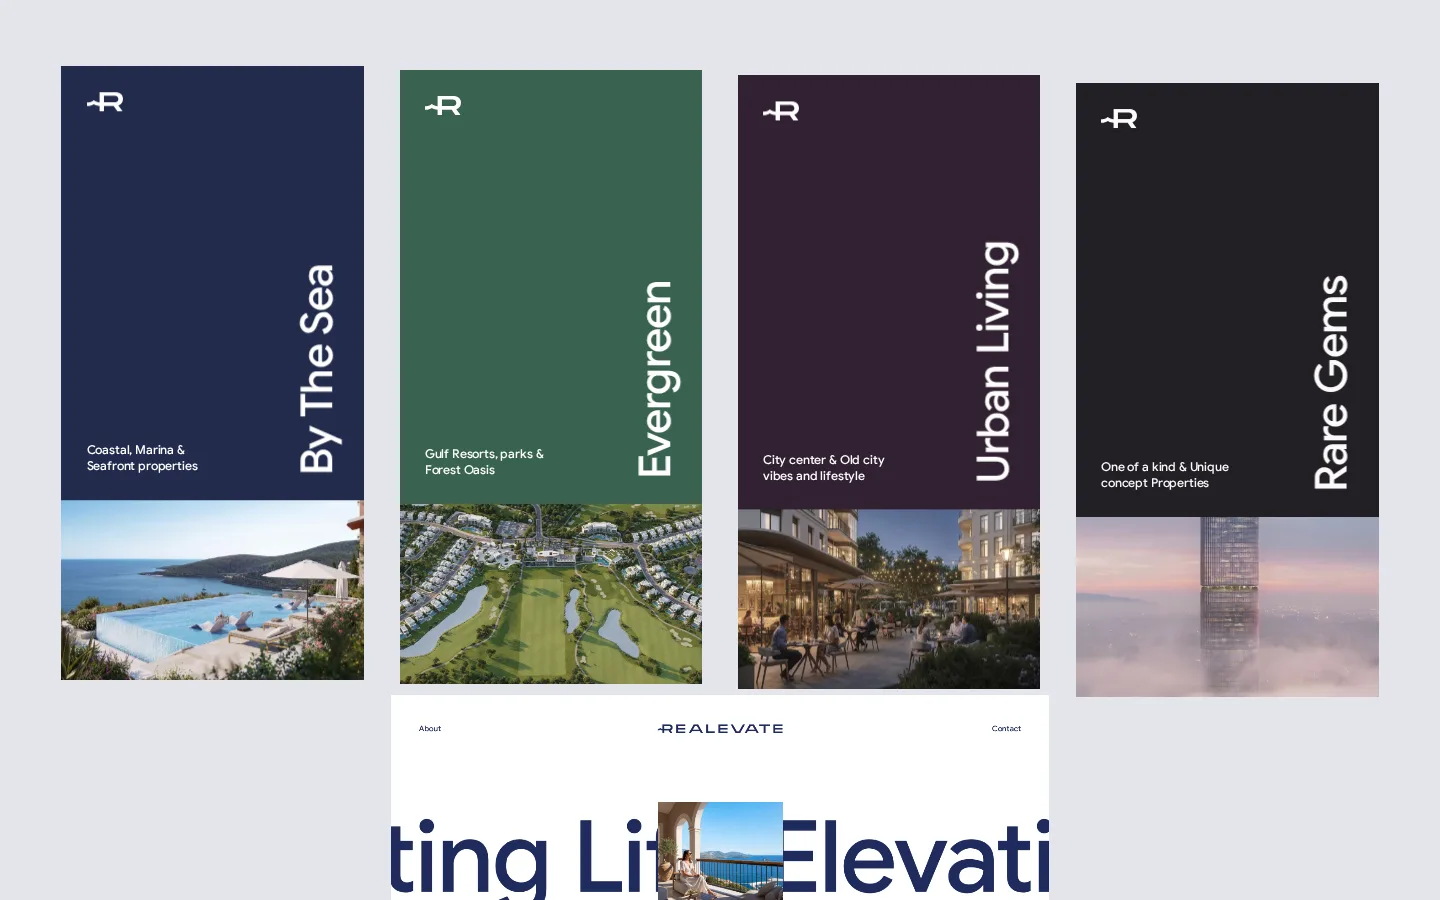 R
By The Sea
Coastal, Marina &
Seafront properties
R
Evergreen
Gulf Resorts, parks &
Forest Oasis
R
Urban Living
City center & Old city
vibes and lifestyle
R
Rare Gems
One of a kind & Unique
concept Properties
About
REALEVATE
Contact
ting Lif Elevati